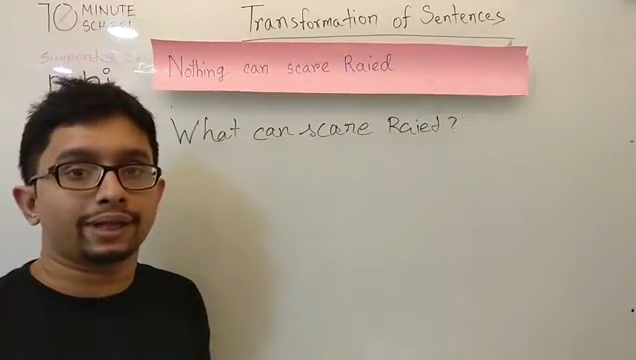 10 MINUTE
SCHOOL
Transformation of Sentences
Nothing can scare Raied
What can scare Raied?